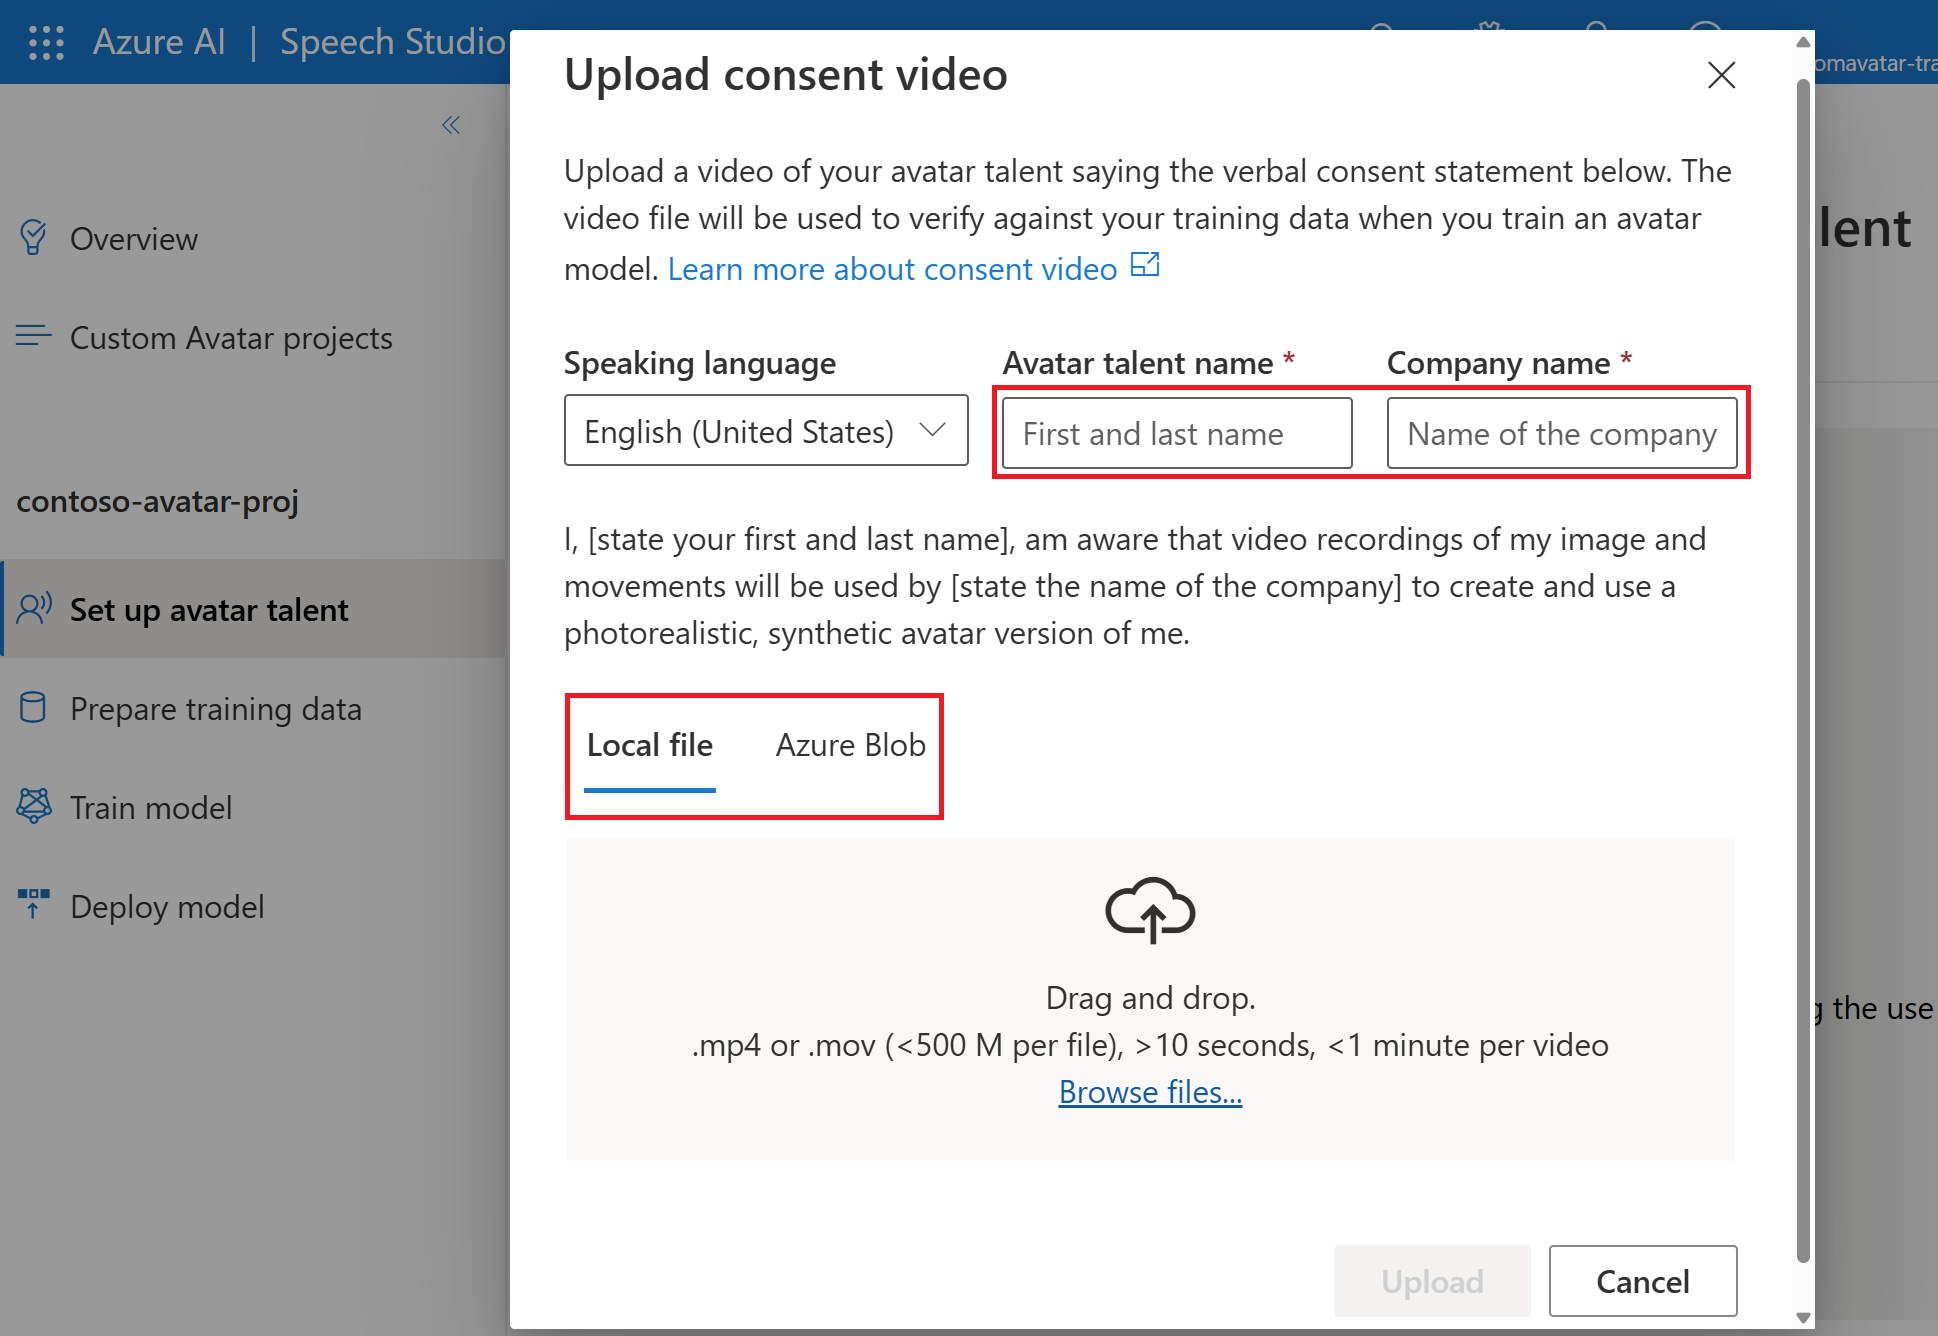 Azure AI | Speech Studio
omavatar-tra
Overview
Custom Avatar projects
contoso-avatar-proj
Set up avatar talent
Prepare training data
Train model
Deploy model
Upload consent video
Upload a video of your avatar talent saying the verbal consent statement below. The
video file will be used to verify against your training data when you train an avatar
model. Learn more about consent video
Speaking language
Avatar talent name *
Company name *
English (United States)
First and last name
Name of the company
I, [state your first and last name], am aware that video recordings of my image and
movements will be used by [state the name of the company] to create and use a
photorealistic, synthetic avatar version of me.
Local file
Azure Blob
Drag and drop.
.mp4 or .mov (<500 M per file), >10 seconds, <1 minute per video
Browse files...
Upload
Cancel
lent
g the use